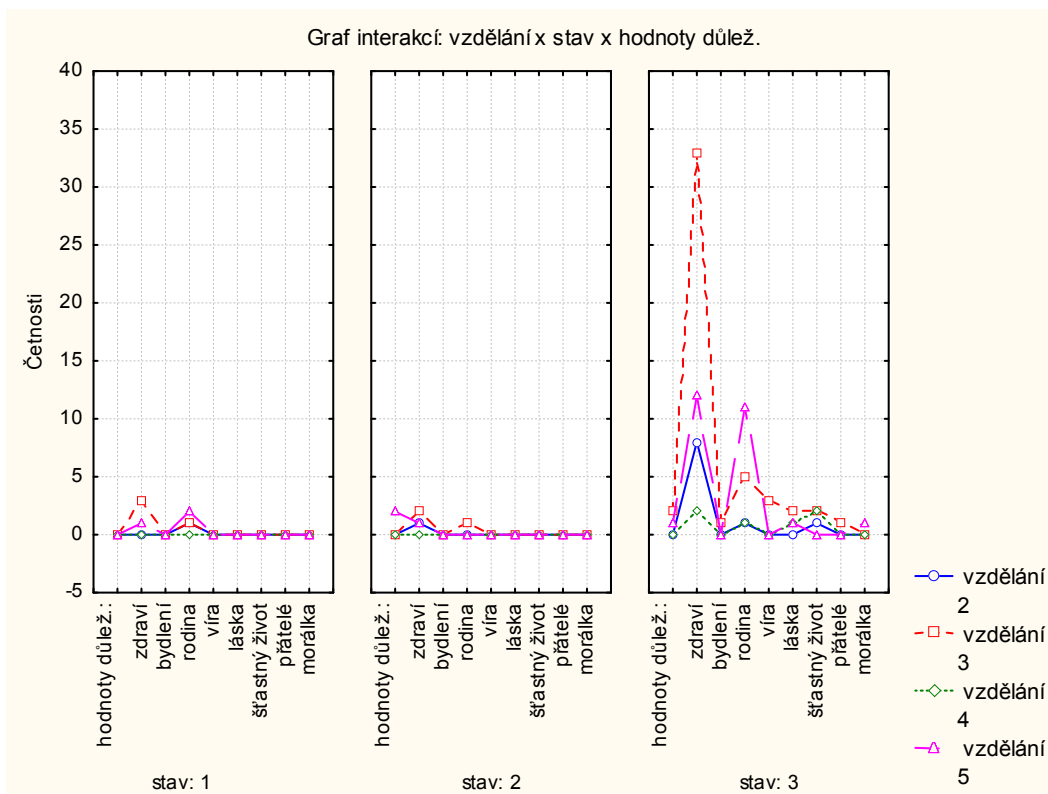 Graf interakcí: vzdělání x stav x hodnoty důlež.
Četnosti
40
35
30
25
20
15
10
5
0
-5
hodnoty důlež.:
zdraví
bydlení
rodina
víra
láska
šťastný život
přátelé
morálka
stav: 1
hodnoty důlež.:
zdraví
bydlení
rodina
víra
láska
šťastný život
přátelé
morálka
stav: 2
hodnoty důlež.:
zdraví
bydlení
rodina
víra
láska
šťastný život
přátelé
morálka
stav: 3
vzdělání
2
vzdělání
3
vzdělání
4
vzdělání
5